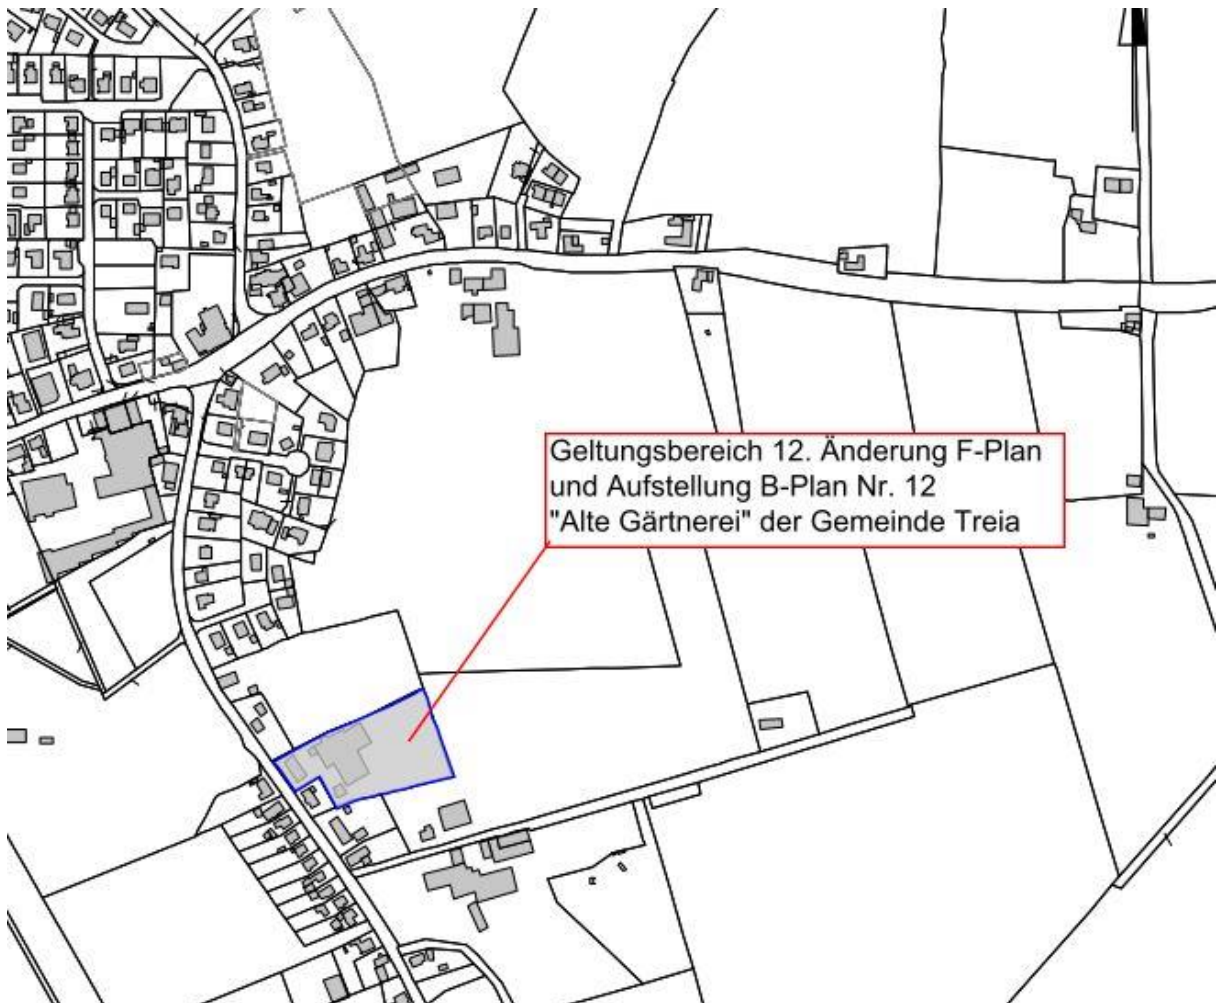 Geltungsbereich 12. Änderung F-Plan
und Aufstellung B-Plan Nr. 12
"Alte Gärtnerei" der Gemeinde Treia